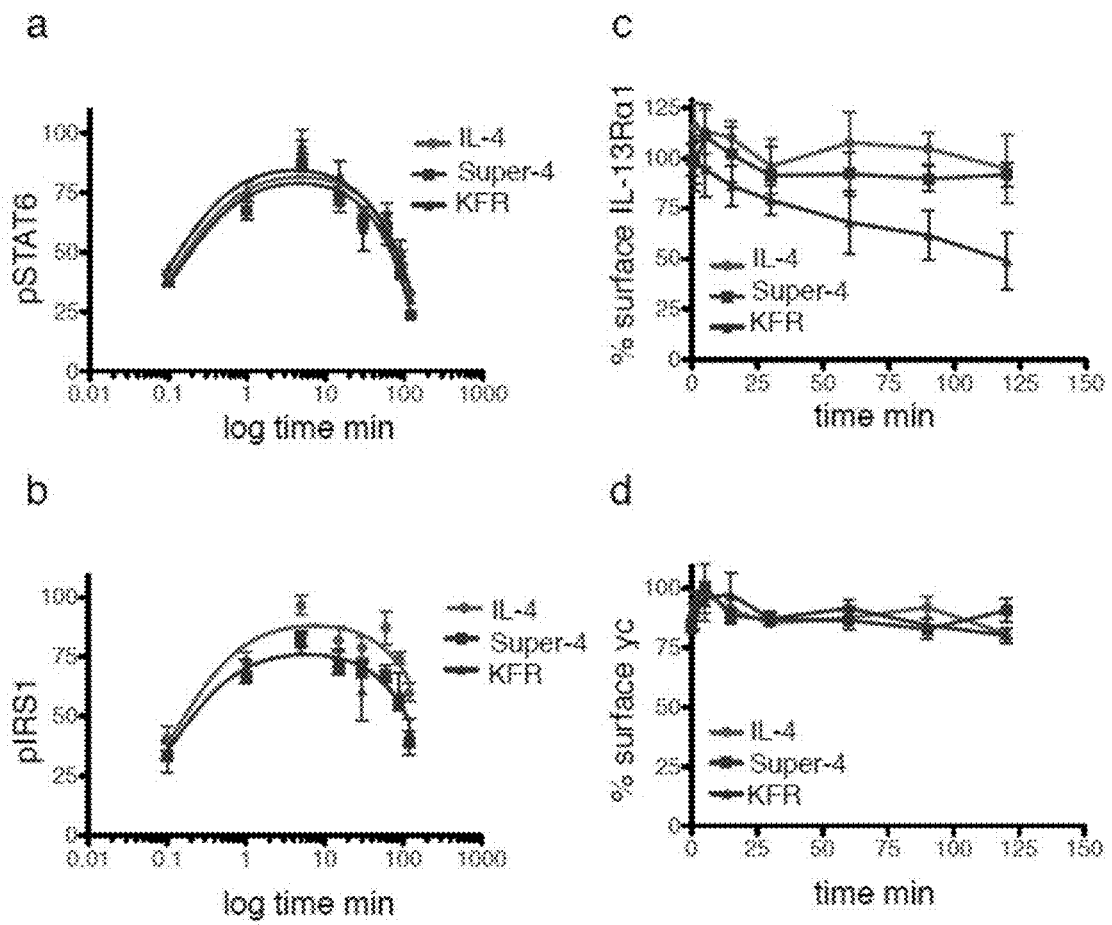 a
pSTAT6
100
75
50
25
0
0.01 0.1 1 10 100 1000
log time min
IL-4
Super-4
KFR
c
% surface IL-13Rα1
125
100
75
50
25
0
0 25 50 75 100 125 150
time min
IL-4
Super-4
KFR
b
pIRS1
100
75
50
25
0
0.01 0.1 1 10 100 1000
log time min
IL-4
Super-4
KFR
d
% surface γc
100
75
50
25
0
0 25 50 75 100 125 150
time min
IL-4
Super-4
KFR